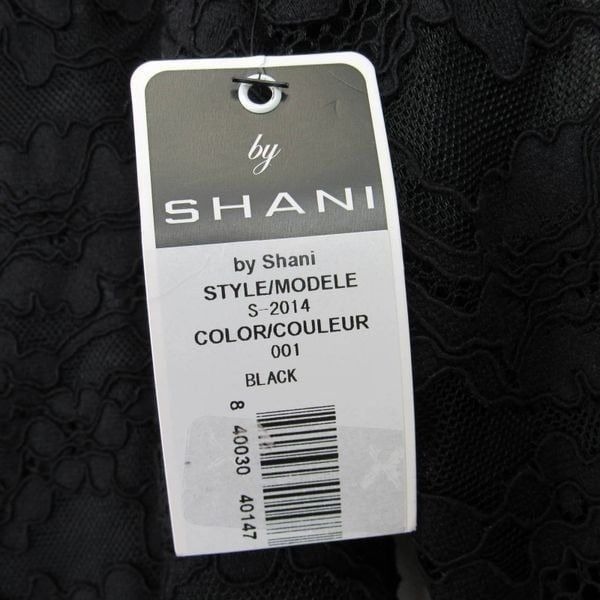 by
SHANI
by Shani
STYLE/MODELE
S-2014
COLOR/COULEUR
001
BLACK
8 40030 40147